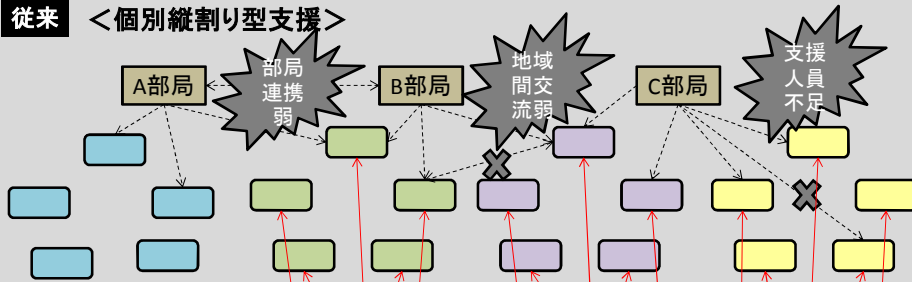 従来
＜個別縦割り型支援＞
A部局
部局
連携
弱
B部局
地域
間交
流弱
C部局
支援
人員
不足